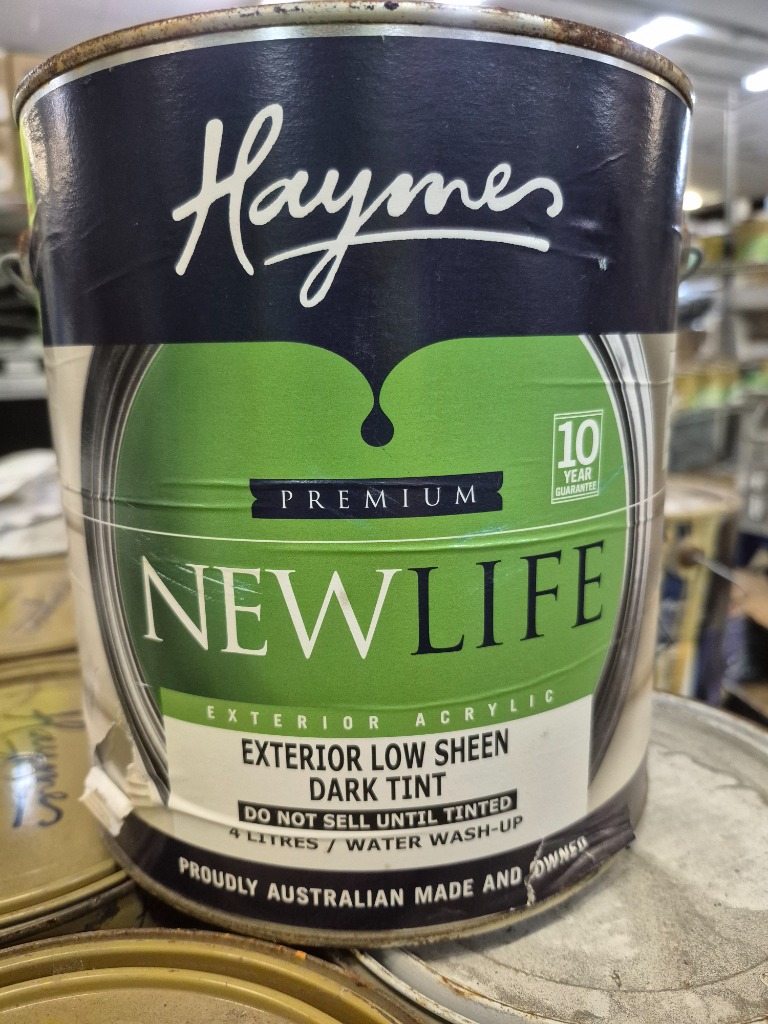 Haymes
10
YEAR
GUARANTEE
PREMIUM
NEWLIFE
EXTERIOR ACRYLIC
EXTERIOR LOW SHEEN
DARK TINT
DO NOT SELL UNTIL TINTED
4 LITRES / WATER WASH-UP
PROUDLY AUSTRALIAN MADE AND OWNED